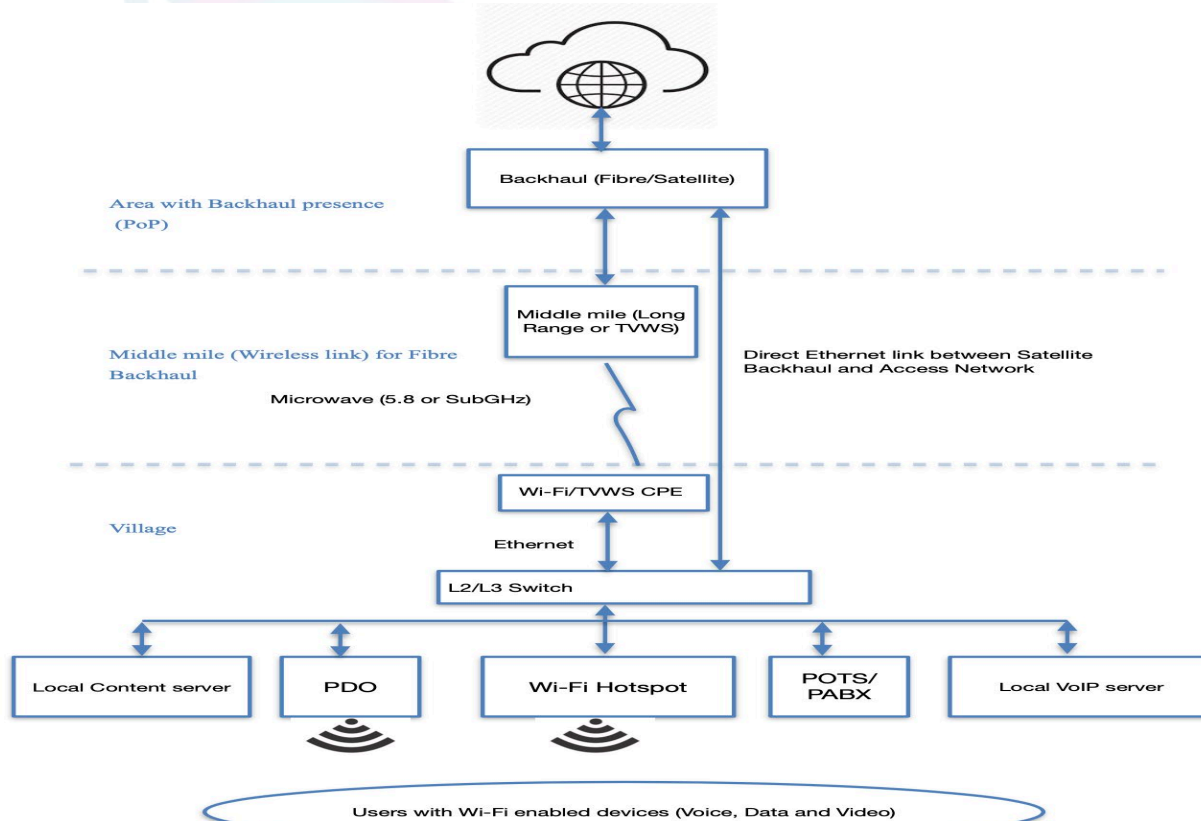 Backhaul (Fibre/Satellite)
Area with Backhaul presence
(PoP)
Middle mile (Long
Range or TVWS)
Middle mile (Wireless link) for Fibre
Backhaul
Direct Ethernet link between Satellite
Backhaul and Access Network
Microwave (5.8 or SubGHz)
Wi-Fi/TVWS CPE
Village
Ethernet
L2/L3 Switch
Local Content server
PDO
Wi-Fi Hotspot
POTS/
PABX
Local VoIP server
Users with Wi-Fi enabled devices (Voice, Data and Video)